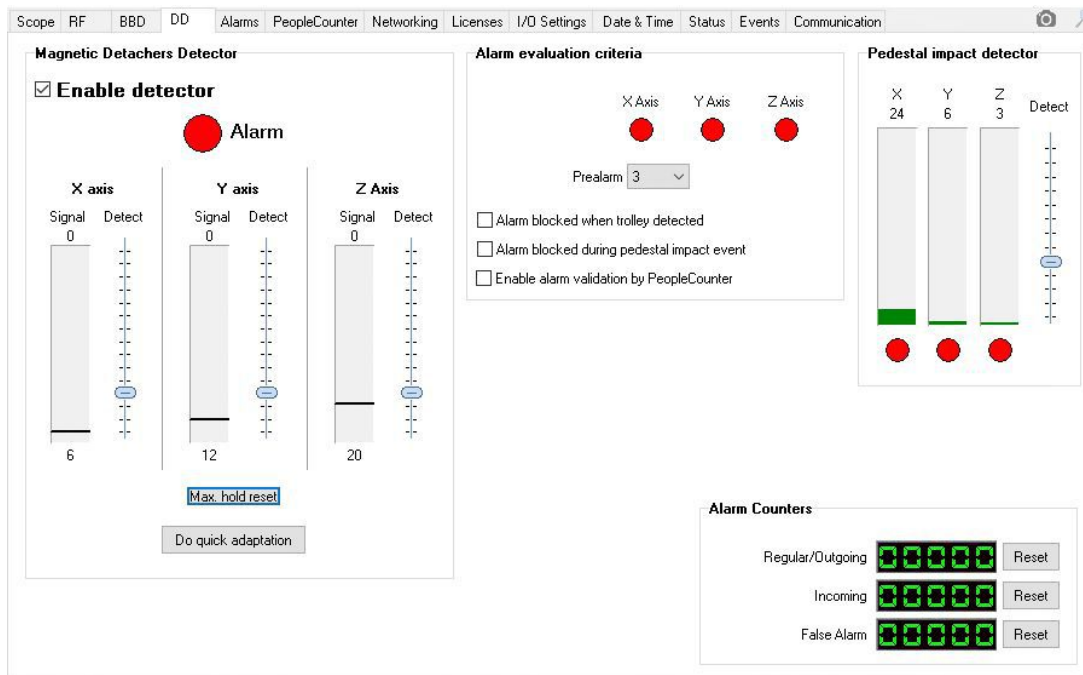 Scope RF BBD DD Alarms PeopleCounter Networking Licenses I/O Settings Date & Time Status Events Communication
Magnetic Detachers Detector
Enable detector
Alarm
X axis Y axis Z Axis
Signal Detect Signal Detect Signal Detect
0 0 0
6 12 20
Max. hold reset
Do quick adaptation
Alarm evaluation criteria
X Axis Y Axis Z Axis
Prealarm 3
Alarm blocked when trolley detected
Alarm blocked during pedestal impact event
Enable alarm validation by PeopleCounter
Pedestal impact detector
X Y Z Detect
24 6 3
Alarm Counters
Regular/Outgoing 00000 Reset
Incoming 00000 Reset
False Alarm 00000 Reset